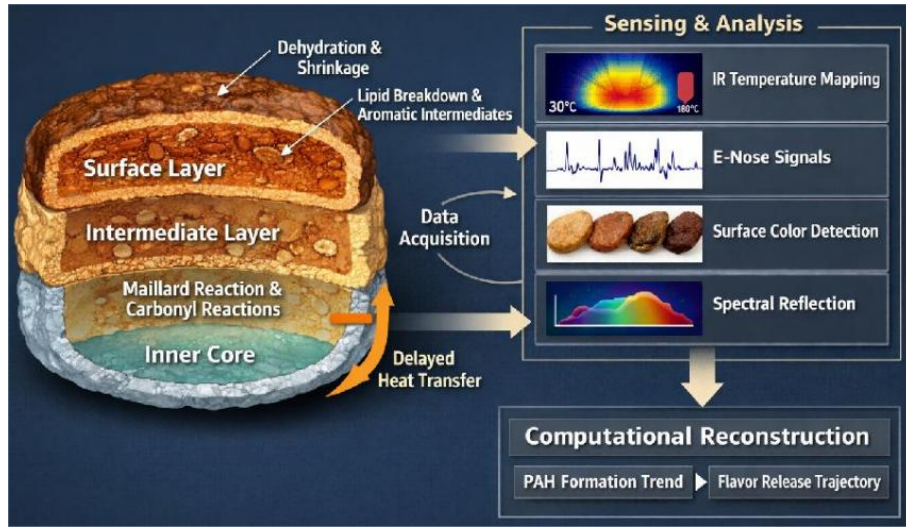 Dehydration &
Shrinkage
Lipid Breakdown &
Aromatic Intermediates
Surface Layer
Intermediate Layer
Maillard Reaction &
Carbonyl Reactions
Inner Core
Data
Acquisition
Delayed
Heat Transfer
Sensing & Analysis
30°C
180°C
IR Temperature Mapping
E-Nose Signals
Surface Color Detection
Spectral Reflection
Computational Reconstruction
PAH Formation Trend
Flavor Release Trajectory